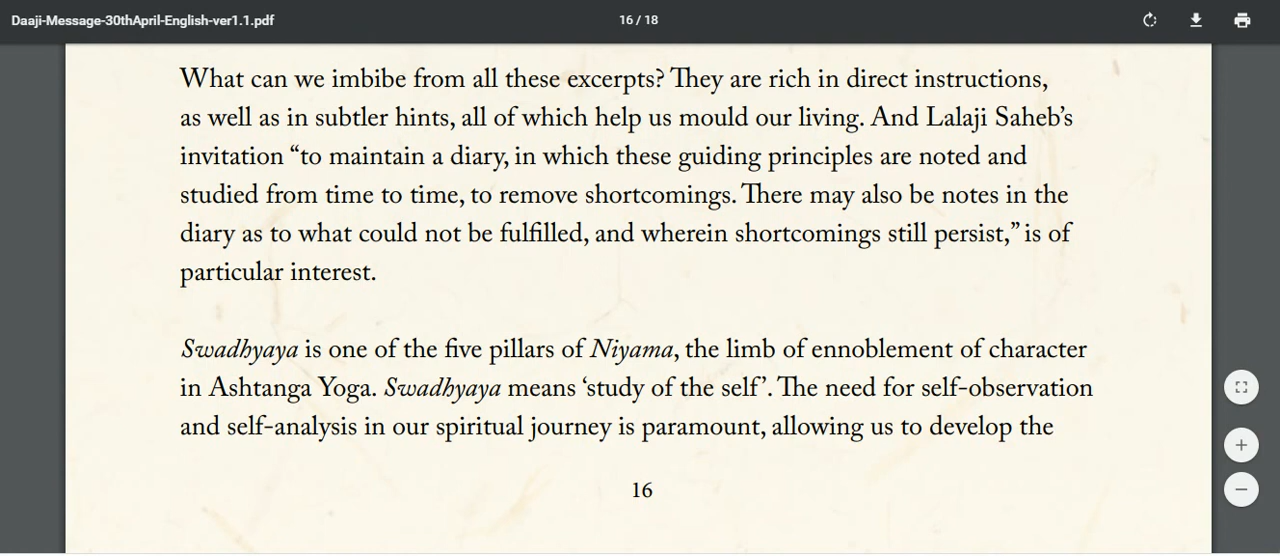 Daaji-Message-30thApril-English-ver1.1.pdf
16 / 18
What can we imbibe from all these excerpts? They are rich in direct instructions,
as well as in subtler hints, all of which help us mould our living. And Lalaji Saheb’s
invitation “to maintain a diary, in which these guiding principles are noted and
studied from time to time, to remove shortcomings. There may also be notes in the
diary as to what could not be fulfilled, and wherein shortcomings still persist,” is of
particular interest.
Swadhyaya is one of the five pillars of Niyama, the limb of ennoblement of character
in Ashtanga Yoga. Swadhyaya means ‘study of the self’. The need for self-observation
and self-analysis in our spiritual journey is paramount, allowing us to develop the
16